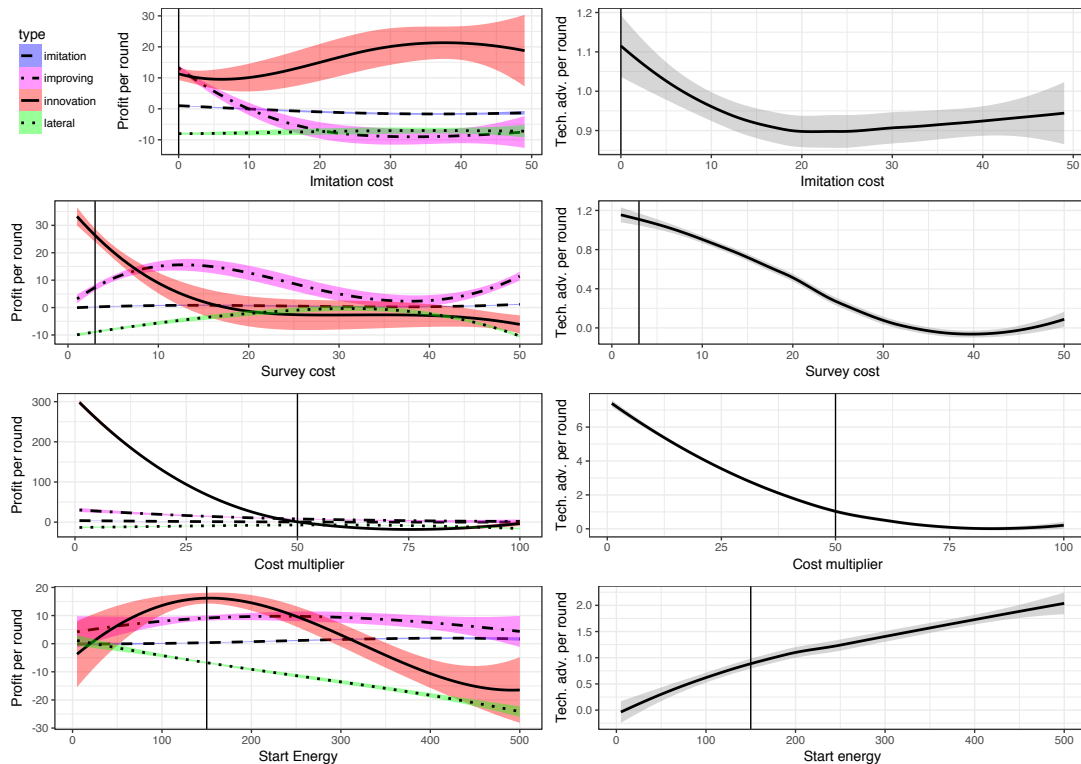 type
imitation
improving
innovation
lateral
Profit per round
30
20
10
0
-10
0 10 20 30 40 50
Imitation cost
Tech. adv. per round
1.2
1.1
1.0
0.9
0 10 20 30 40 50
Imitation cost
Profit per round
30
20
10
0
-10
0 10 20 30 40 50
Survey cost
Tech. adv. per round
1.2
0.8
0.4
0.0
0 10 20 30 40 50
Survey cost
Profit per round
300
200
100
0
0 25 50 75 100
Cost multiplier
Tech. adv. per round
6
4
2
0
0 25 50 75 100
Cost multiplier
Profit per round
20
10
0
-10
-20
-30
0 100 200 300 400 500
Start Energy
Tech. adv. per round
2.0
1.5
1.0
0.5
0.0
0 100 200 300 400 500
Start energy